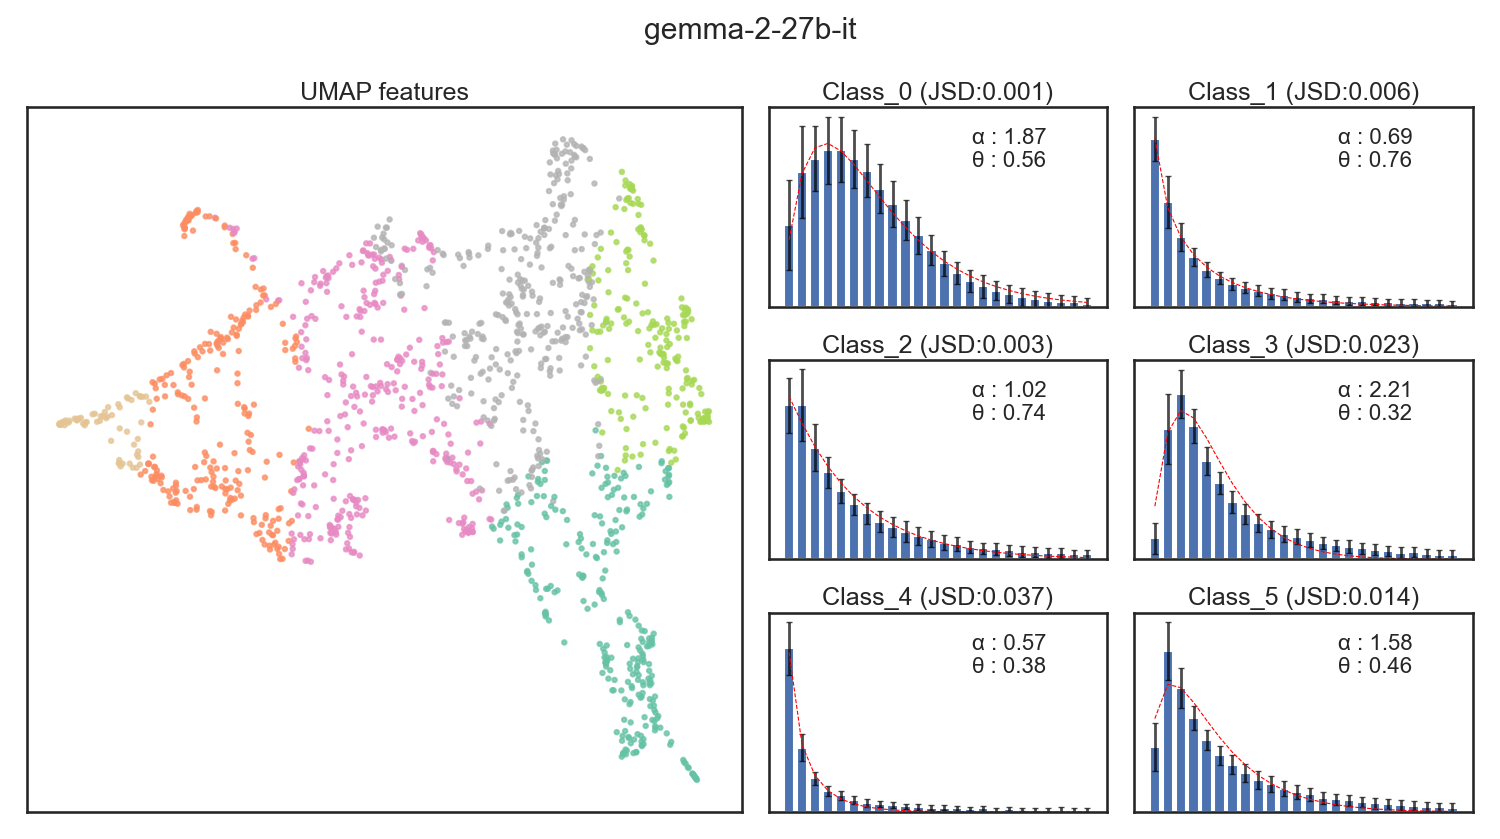 gemma-2-27b-it
UMAP features
Class_0 (JSD:0.001)
α : 1.87
θ : 0.56
Class_1 (JSD:0.006)
α : 0.69
θ : 0.76
Class_2 (JSD:0.003)
α : 1.02
θ : 0.74
Class_3 (JSD:0.023)
α : 2.21
θ : 0.32
Class_4 (JSD:0.037)
α : 0.57
θ : 0.38
Class_5 (JSD:0.014)
α : 1.58
θ : 0.46